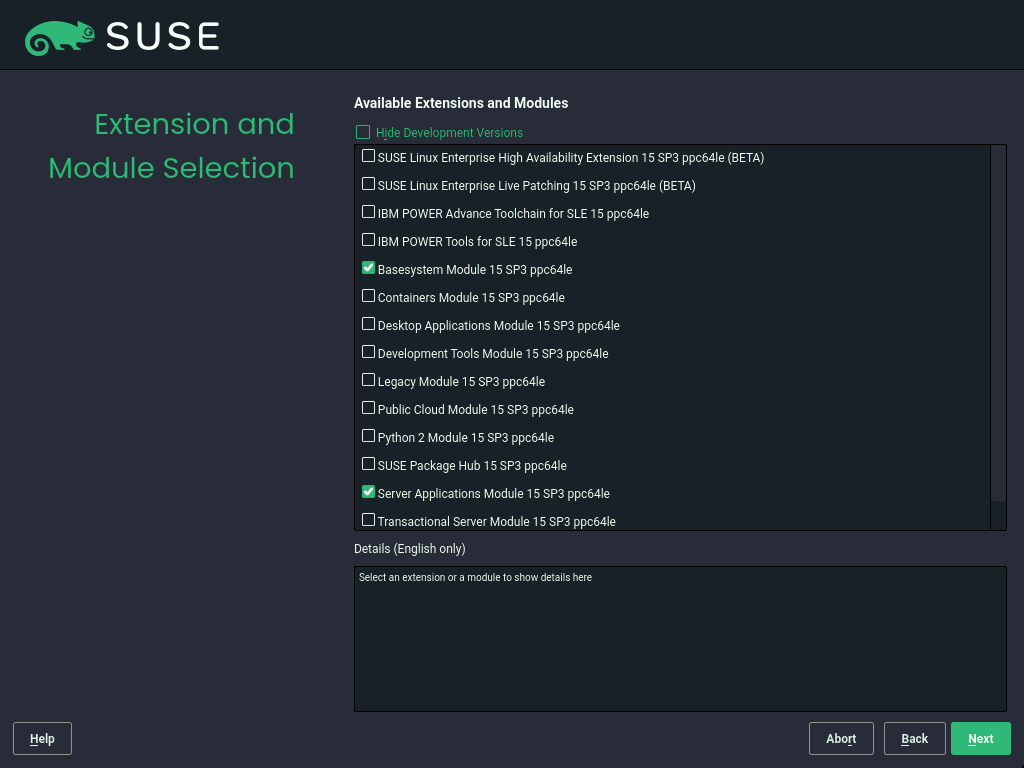 SUSE
Extension and
Module Selection
Available Extensions and Modules
Hide Development Versions
SUSE Linux Enterprise High Availability Extension 15 SP3 ppc64le (BETA)
SUSE Linux Enterprise Live Patching 15 SP3 ppc64le (BETA)
IBM POWER Advance Toolchain for SLE 15 ppc64le
IBM POWER Tools for SLE 15 ppc64le
Basesystem Module 15 SP3 ppc64le
Containers Module 15 SP3 ppc64le
Desktop Applications Module 15 SP3 ppc64le
Development Tools Module 15 SP3 ppc64le
Legacy Module 15 SP3 ppc64le
Public Cloud Module 15 SP3 ppc64le
Python 2 Module 15 SP3 ppc64le
SUSE Package Hub 15 SP3 ppc64le
Server Applications Module 15 SP3 ppc64le
Transactional Server Module 15 SP3 ppc64le
Details (English only)
Select an extension or a module to show details here
Help
Abort
Back
Next